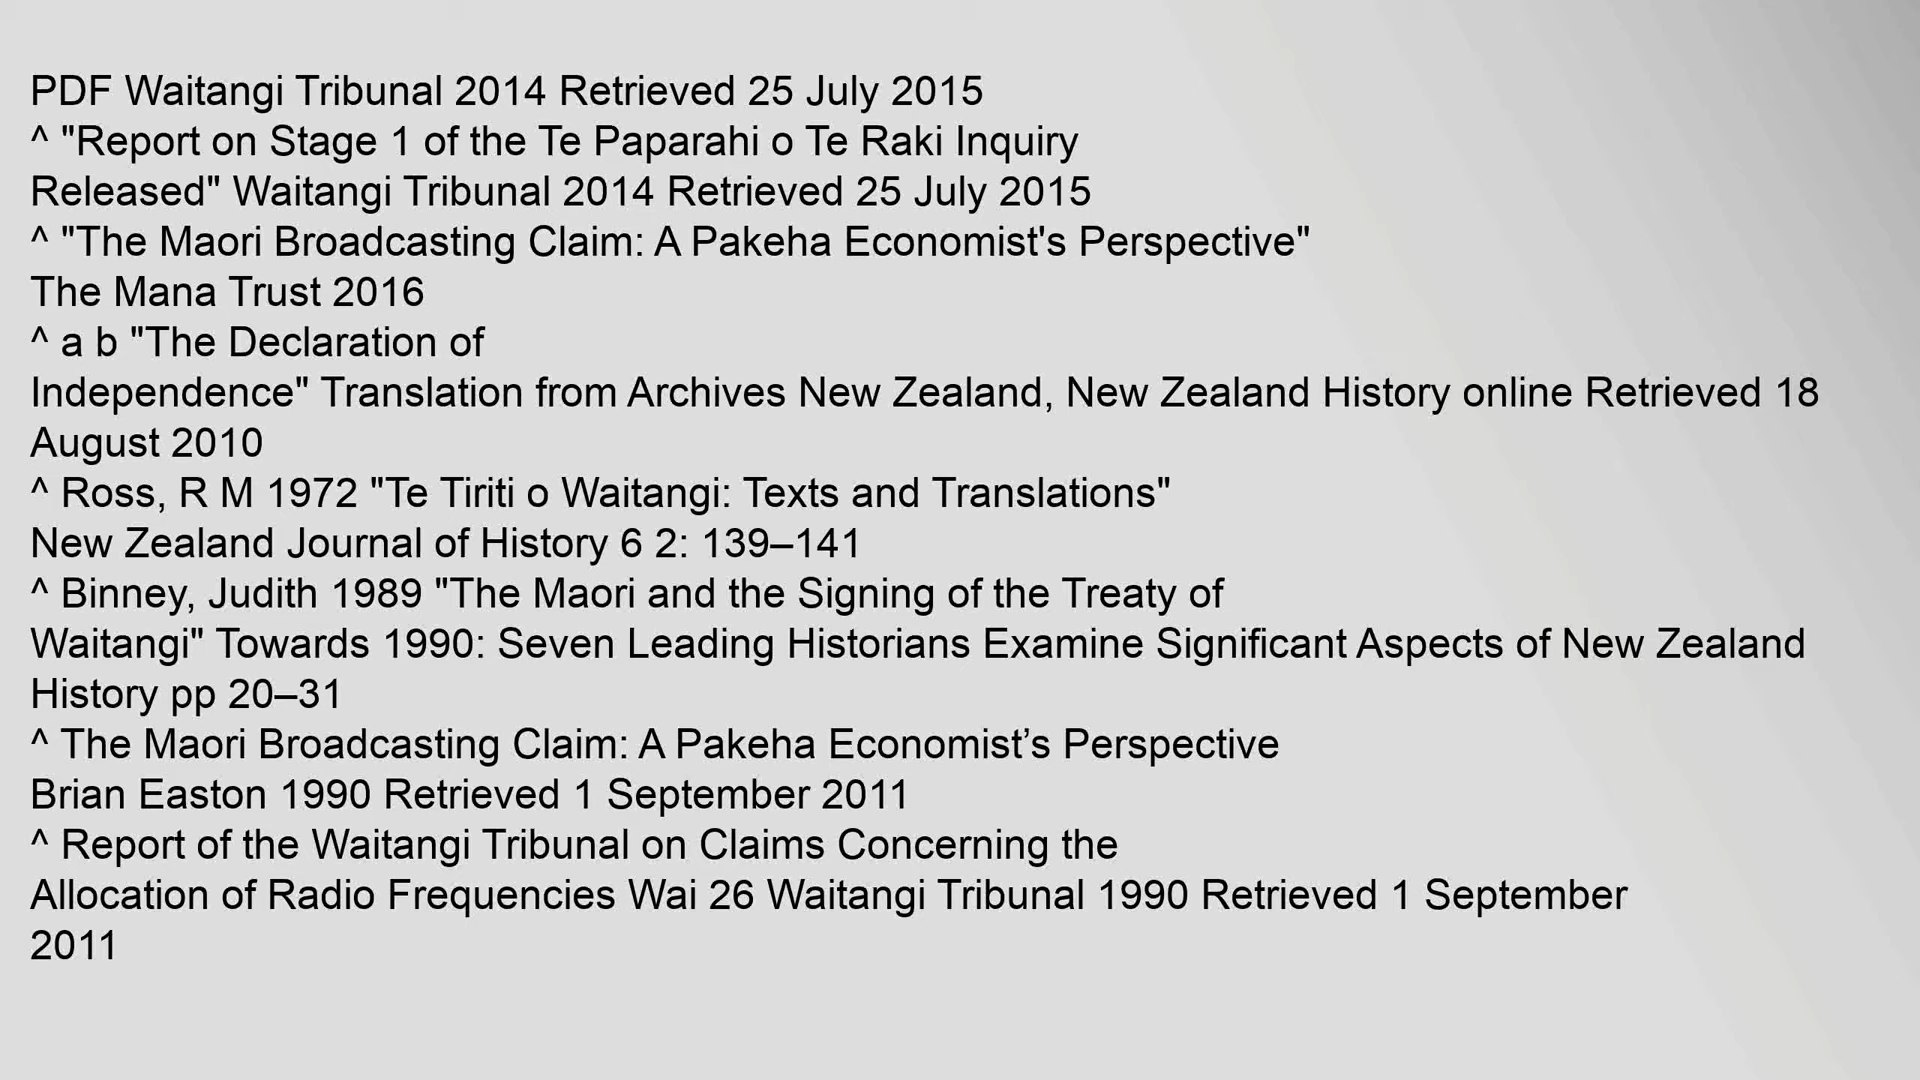 PDF Waitangi Tribunal 2014 Retrieved 25 July 2015
^ "Report on Stage 1 of the Te Paparahi o Te Raki Inquiry
Released" Waitangi Tribunal 2014 Retrieved 25 July 2015
^ "The Maori Broadcasting Claim: A Pakeha Economist's Perspective"
The Mana Trust 2016
^ a b "The Declaration of
Independence" Translation from Archives New Zealand, New Zealand History online Retrieved 18
August 2010
^ Ross, R M 1972 "Te Tiriti o Waitangi: Texts and Translations"
New Zealand Journal of History 6 2: 139–141
^ Binney, Judith 1989 "The Maori and the Signing of the Treaty of
Waitangi" Towards 1990: Seven Leading Historians Examine Significant Aspects of New Zealand
History pp 20–31
^ The Maori Broadcasting Claim: A Pakeha Economist’s Perspective
Brian Easton 1990 Retrieved 1 September 2011
^ Report of the Waitangi Tribunal on Claims Concerning the
Allocation of Radio Frequencies Wai 26 Waitangi Tribunal 1990 Retrieved 1 September
2011